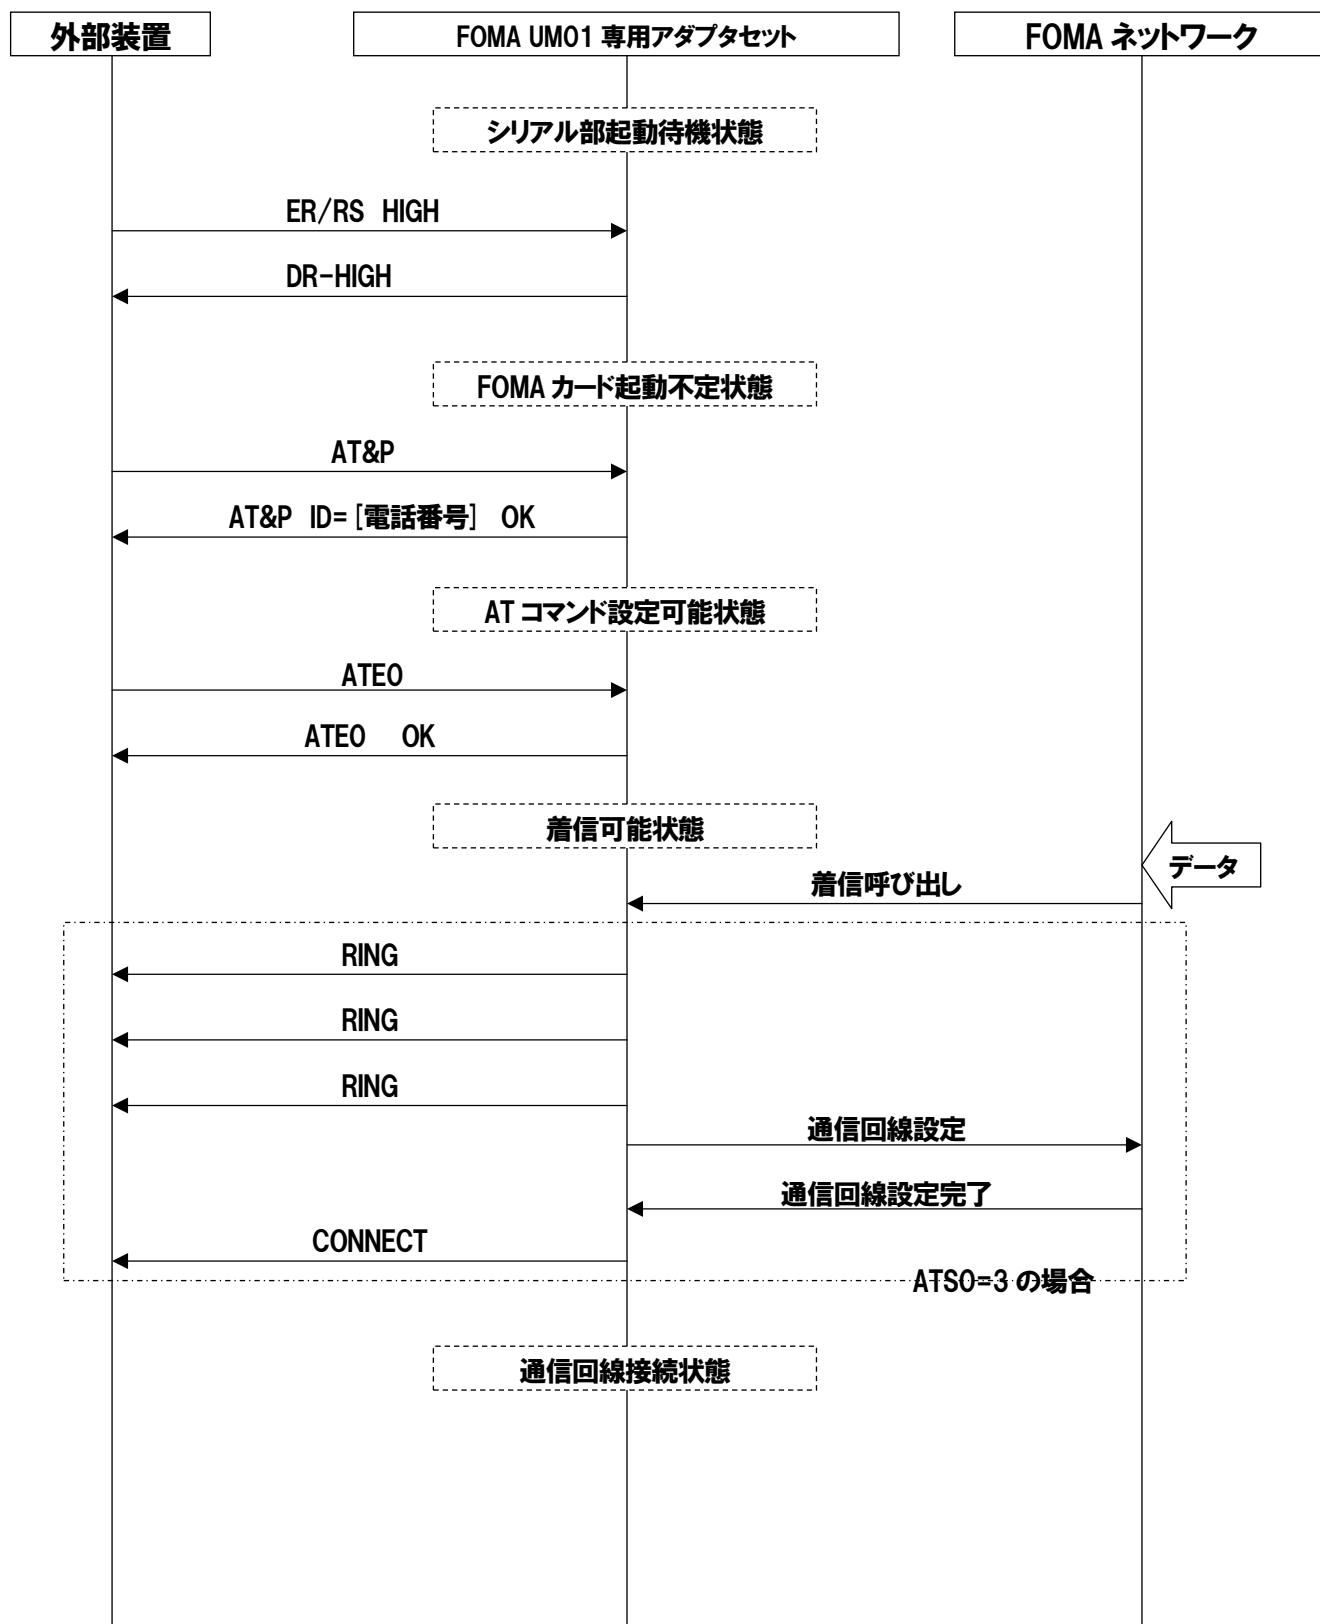 外部装置
FOMA UM01 専用アダプタセット
FOMA ネットワーク
シリアル部起動待機状態
ER/RS HIGH
DR-HIGH
FOMA カード起動不定状態
AT&P
AT&P ID=[電話番号] OK
AT コマンド設定可能状態
ATE0
ATE0 OK
着信可能状態
データ
着信呼び出し
RING
RING
RING
通信回線設定
通信回線設定完了
CONNECT
ATS0=3 の場合
通信回線接続状態